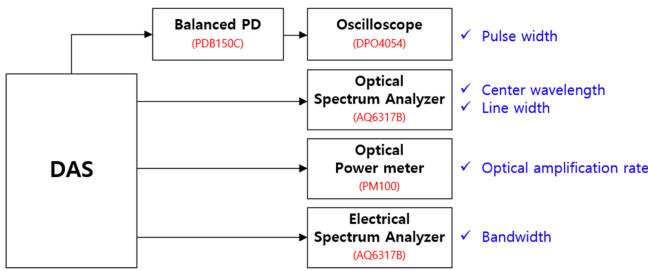 Balanced PD
(PDB150C)
Oscilloscope
(DPO4054)
✓ Pulse width
DAS
Optical
Spectrum Analyzer
(AQ6317B)
✓ Center wavelength
✓ Line width
Optical
Power meter
(PM100)
✓ Optical amplification rate
Electrical
Spectrum Analyzer
(AQ6317B)
✓ Bandwidth